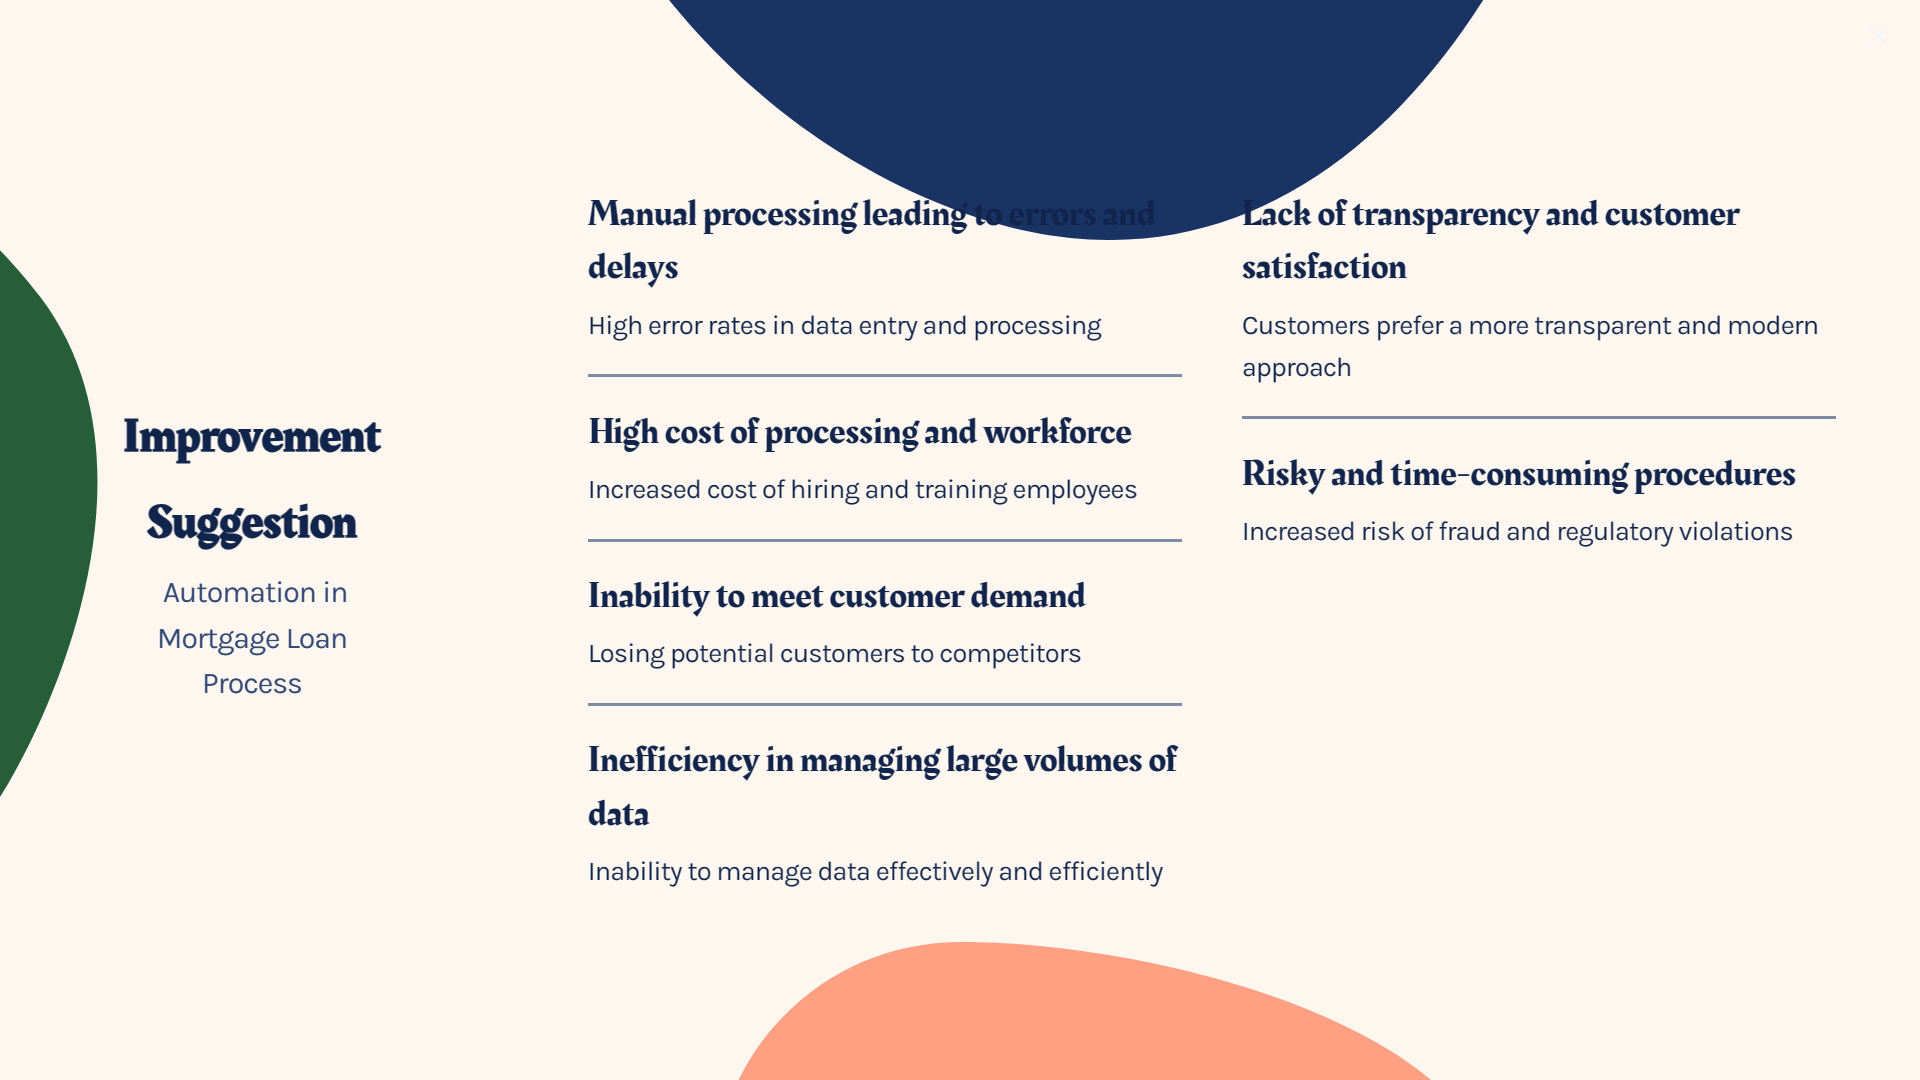 Improvement
Suggestion
Automation in
Mortgage Loan
Process
Manual processing leading to errors and
delays
High error rates in data entry and processing
High cost of processing and workforce
Increased cost of hiring and training employees
Inability to meet customer demand
Losing potential customers to competitors
Inefficiency in managing large volumes of
data
Inability to manage data effectively and efficiently
Lack of transparency and customer
satisfaction
Customers prefer a more transparent and modern
approach
Risky and time-consuming procedures
Increased risk of fraud and regulatory violations